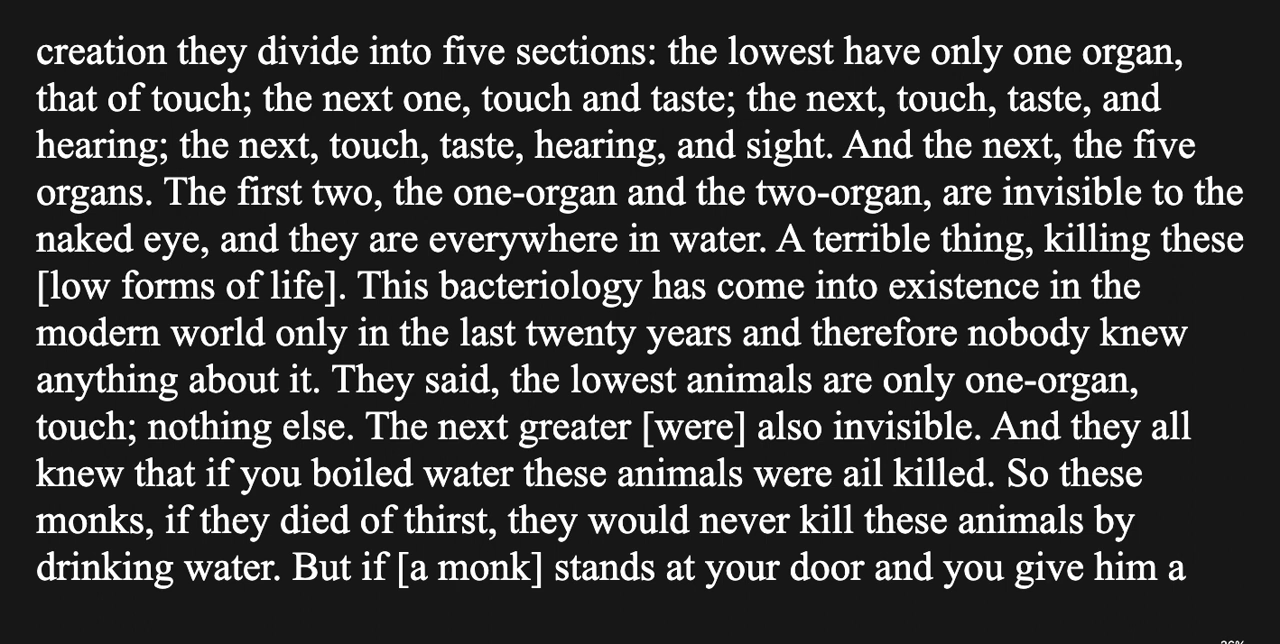 creation they divide into five sections: the lowest have only one organ,
that of touch; the next one, touch and taste; the next, touch, taste, and
hearing; the next, touch, taste, hearing, and sight. And the next, the five
organs. The first two, the one-organ and the two-organ, are invisible to the
naked eye, and they are everywhere in water. A terrible thing, killing these
[low forms of life]. This bacteriology has come into existence in the
modern world only in the last twenty years and therefore nobody knew
anything about it. They said, the lowest animals are only one-organ,
touch; nothing else. The next greater [were] also invisible. And they all
knew that if you boiled water these animals were ail killed. So these
monks, if they died of thirst, they would never kill these animals by
drinking water. But if [a monk] stands at your door and you give him a